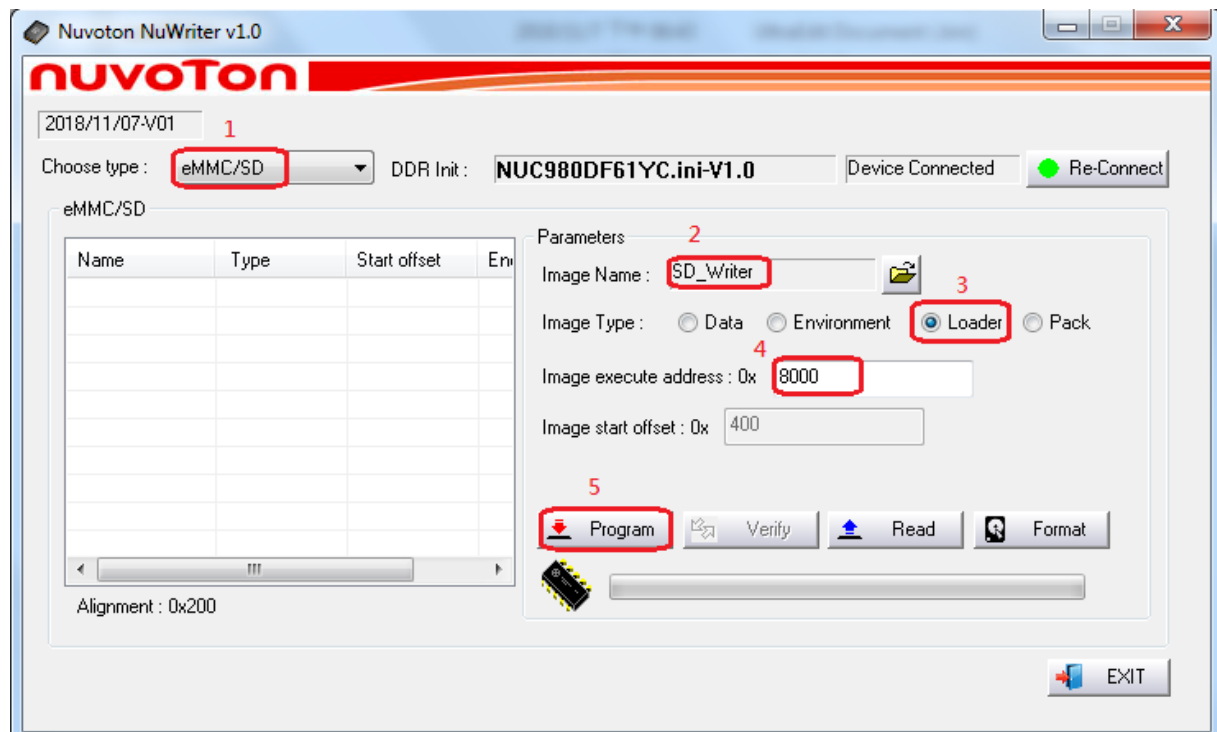 Nuvoton NuWriter v1.0
nuvoTon
2018/11/07-V01
1
Choose type : eMMC/SD DDR Init : NUC980DF61YC.ini-V1.0 Device Connected Re-Connect
eMMC/SD
Name Type Start offset
Parameters
2
Image Name : SD_Writer
3
Image Type : Data Environment Loader Pack
4
Image execute address : 0x 8000
Image start offset : 0x 400
5
Program Verify Read Format
Alignment : 0x200
EXIT